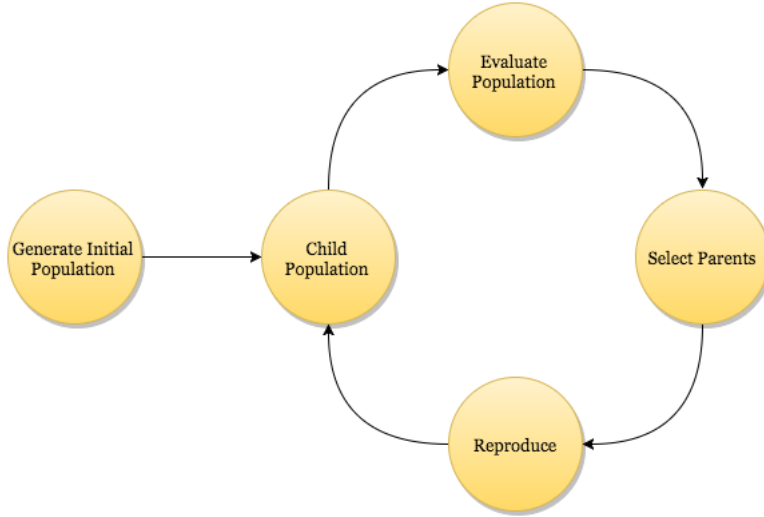 Evaluate
Population
Generate Initial
Population
Child
Population
Select Parents
Reproduce